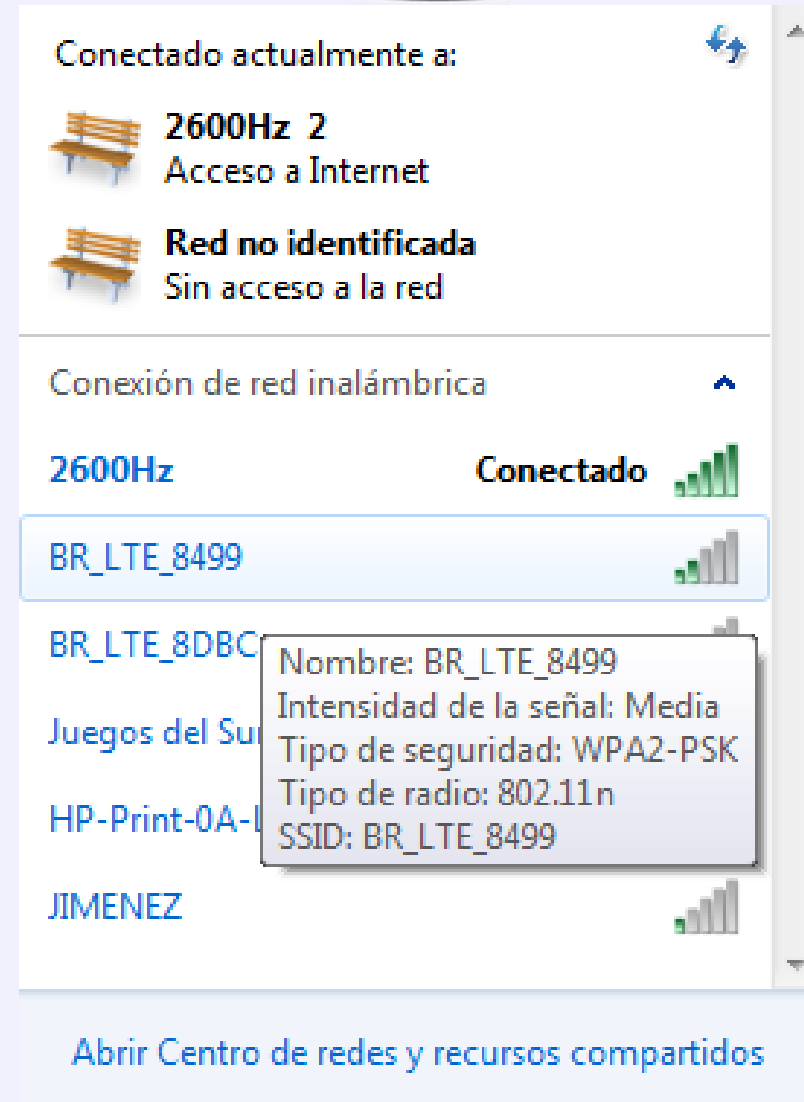 Conectado actualmente a:
2600Hz 2
Acceso a Internet
Red no identificada
Sin acceso a la red
Conexión de red inalámbrica
2600Hz Conectado
BR_LTE_8499
BR_LTE_8DBC
Nombre: BR_LTE_8499
Intensidad de la señal: Media
Juegos del
Tipo de seguridad: WPA2-PSK
Tipo de radio: 802.11n
HP-Print-0A-
SSID: BR_LTE_8499
JIMENEZ
Abrir Centro de redes y recursos compartidos